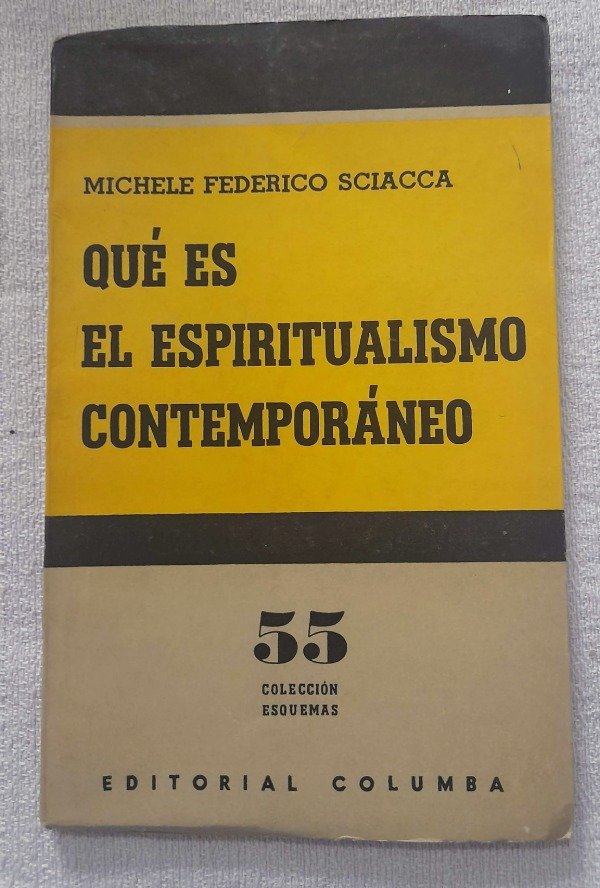 MICHELE FEDERICO SCIACCA
QUÉ ES
EL ESPIRITUALISMO
CONTEMPORÁNEO
55
COLECCIÓN
ESQUEMAS
EDITORIAL COLUMBA